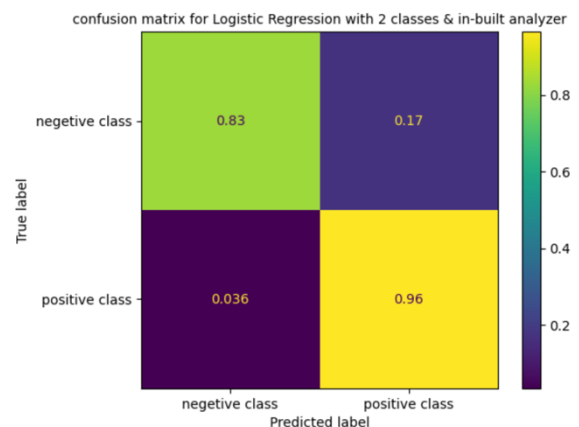 confusion matrix for Logistic Regression with 2 classes & in-built analyzer
negetive class
0.83
0.17
0.8
0.6
True label
0.4
positive class
0.036
0.96
0.2
negetive class
positive class
Predicted label